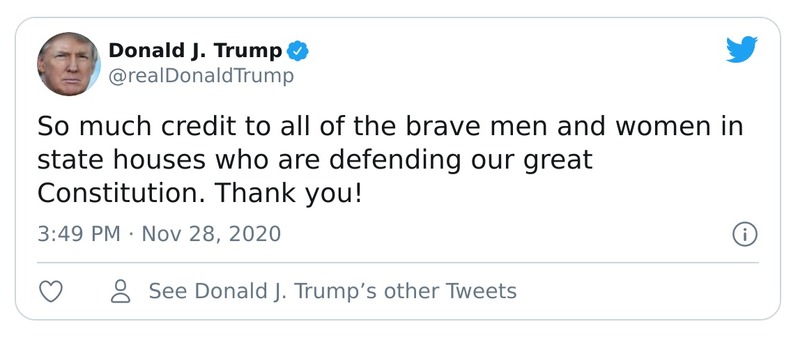 Donald J. Trump
@realDonaldTrump
So much credit to all of the brave men and women in
state houses who are defending our great
Constitution. Thank you!
3:49 PM · Nov 28, 2020
See Donald J. Trump’s other Tweets